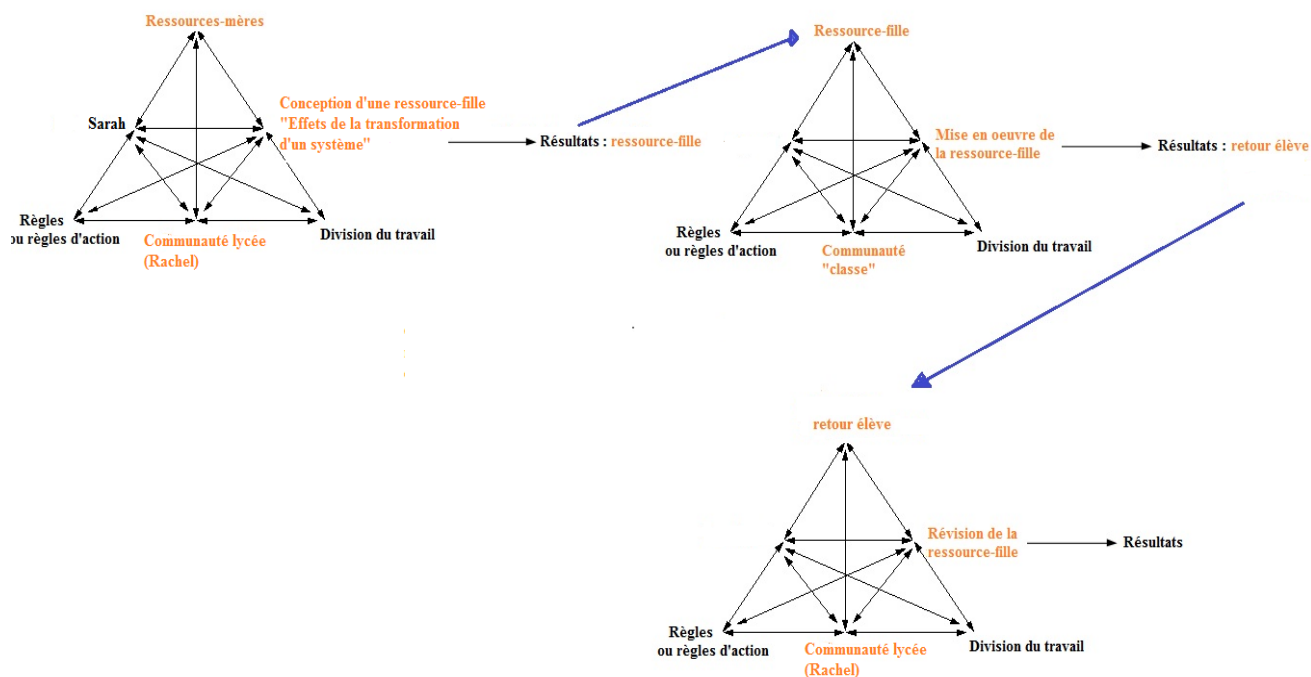 Ressources-mères
Sarah
Conception d'une ressource-fille
"Effets de la transformation
d'un système"
Résultats : ressource-fille
Règles
ou règles d'action
Communauté lycée
(Rachel)
Division du travail
Ressource-fille
Mise en oeuvre de
la ressource-fille
Résultats : retour élève
Règles
ou règles d'action
Communauté
"classe"
Division du travail
retour élève
Révision de la
ressource-fille
Résultats
Règles
ou règles d'action
Communauté lycée
(Rachel)
Division du travail